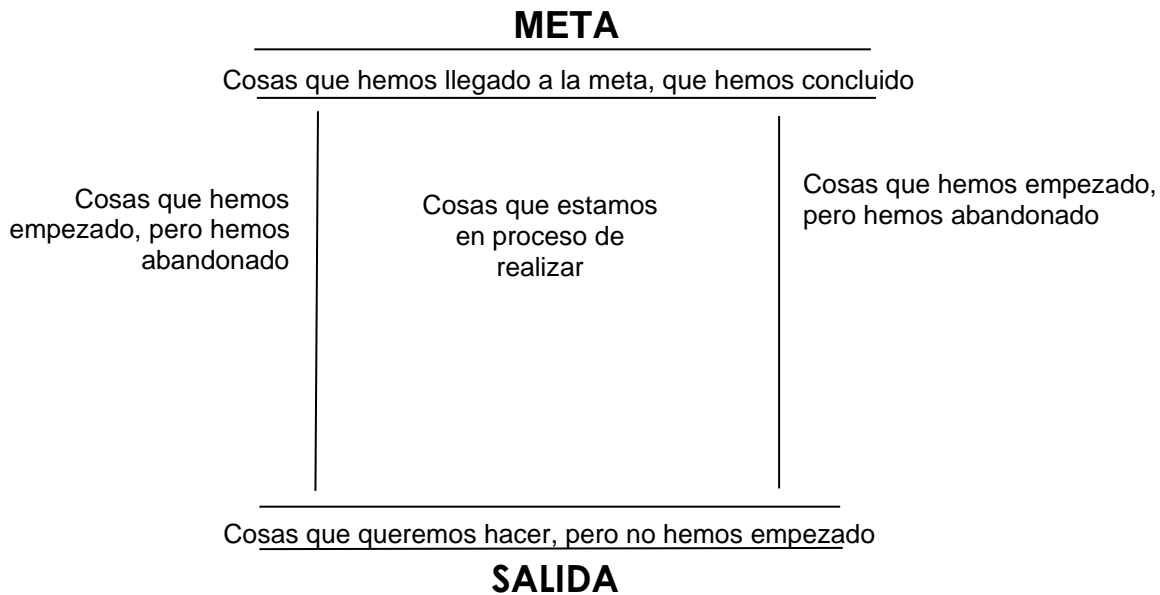 META
Cosas que hemos llegado a la meta, que hemos concluido
Cosas que hemos
empezado, pero hemos
abandonado
Cosas que estamos
en proceso de
realizar
Cosas que hemos empezado,
pero hemos abandonado
Cosas que queremos hacer, pero no hemos empezado
SALIDA